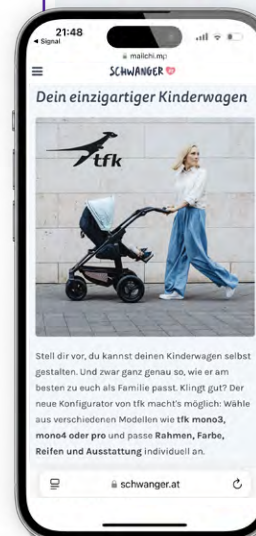 21:48
◂ Signal
mailchi.mp
SCHWANGER
Dein einzigartiger Kinderwagen
tfk
Stell dir vor, du kannst deinen Kinderwagen selbst
gestalten. Und zwar ganz genau so, wie er am
besten zu euch als Familie passt. Klingt gut? Der
neue Konfigurator von tfk macht's möglich: Wähle
aus verschiedenen Modellen wie tfk mono3,
mono4 oder pro und passe Rahmen, Farbe,
Reifen und Ausstattung individuell an.
schwanger.at